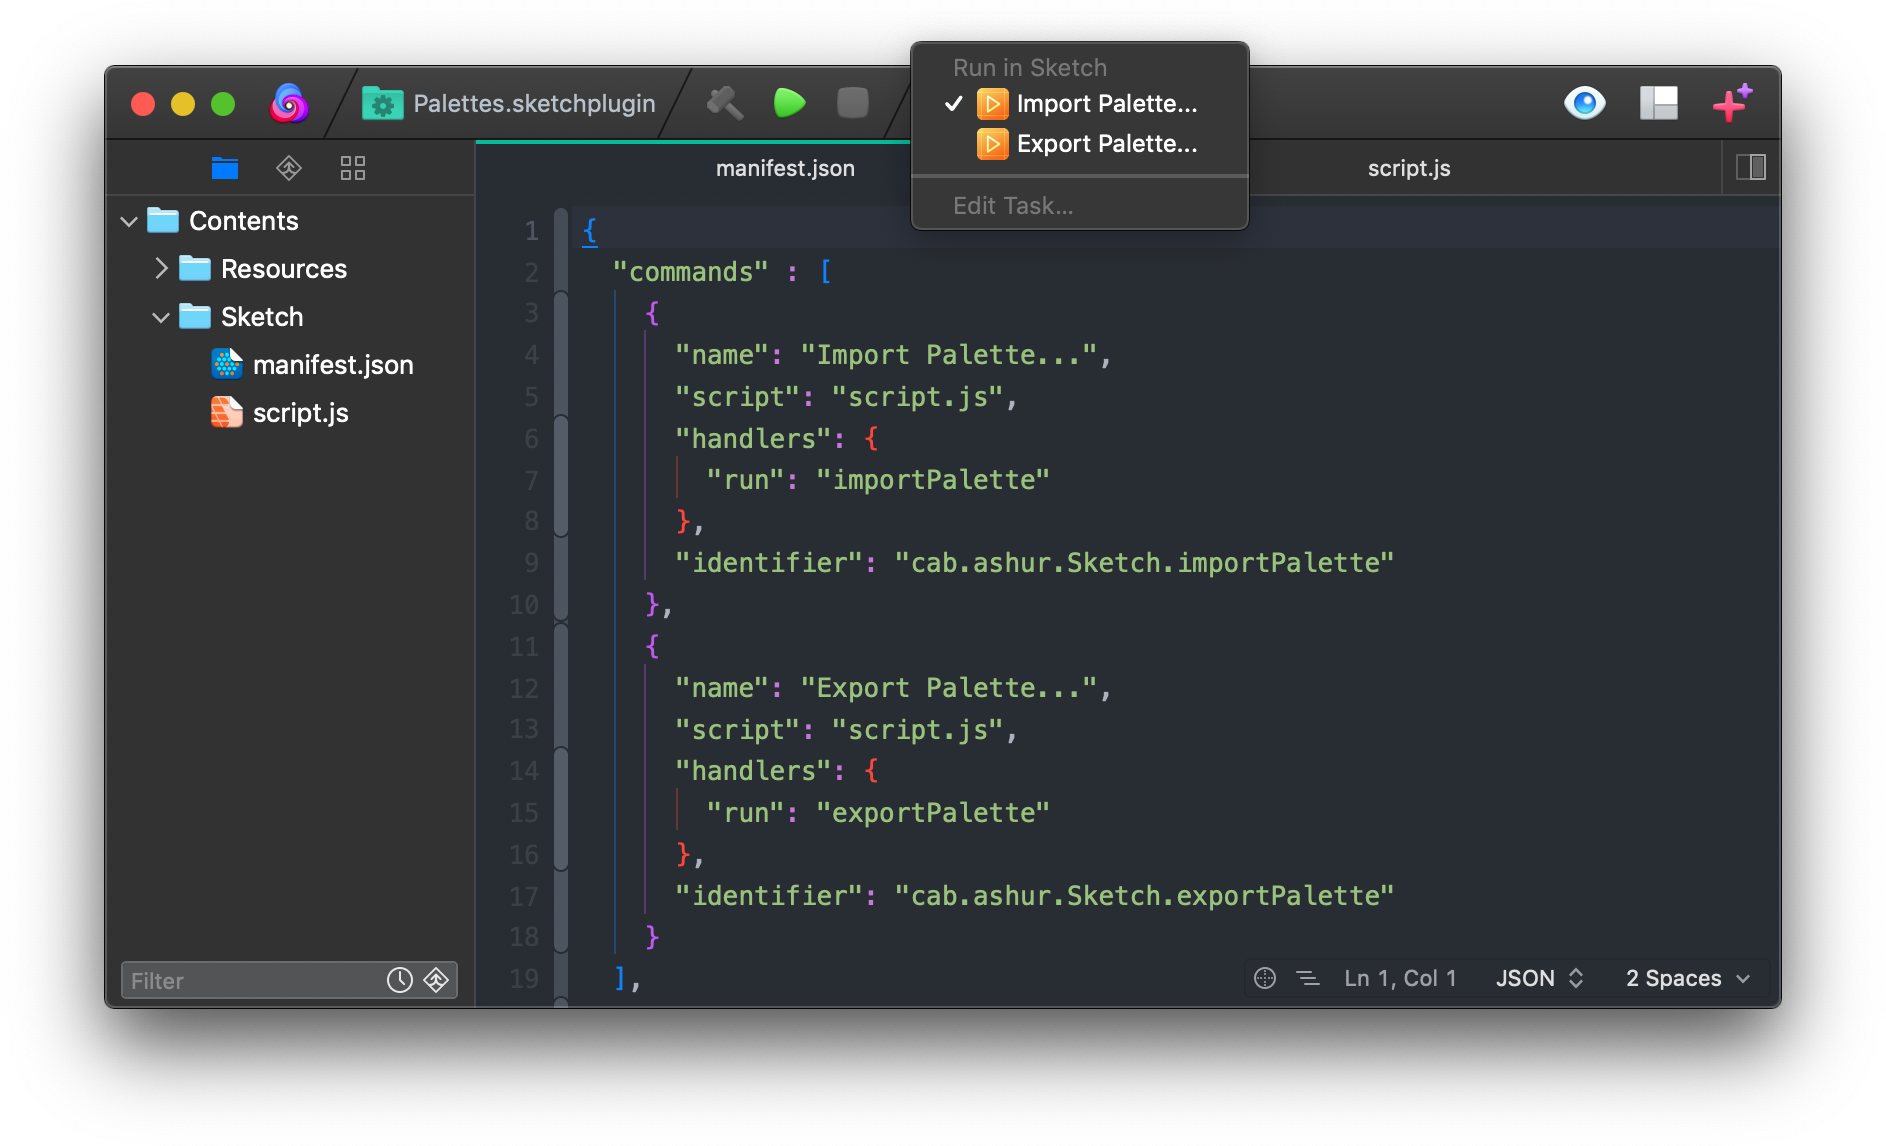 Palettes.sketchplugin
Run in Sketch
Import Palette...
Export Palette...
Edit Task...
manifest.json
script.js
Contents
Resources
Sketch
manifest.json
script.js
Filter
1 {
2 "commands" : [
3 {
4 "name": "Import Palette...",
5 "script": "script.js",
6 "handlers": {
7 "run": "importPalette"
8 },
9 "identifier": "cab.ashur.Sketch.importPalette"
10 },
11 {
12 "name": "Export Palette...",
13 "script": "script.js",
14 "handlers": {
15 "run": "exportPalette"
16 },
17 "identifier": "cab.ashur.Sketch.exportPalette"
18 }
19 ],
Ln 1, Col 1 JSON 2 Spaces